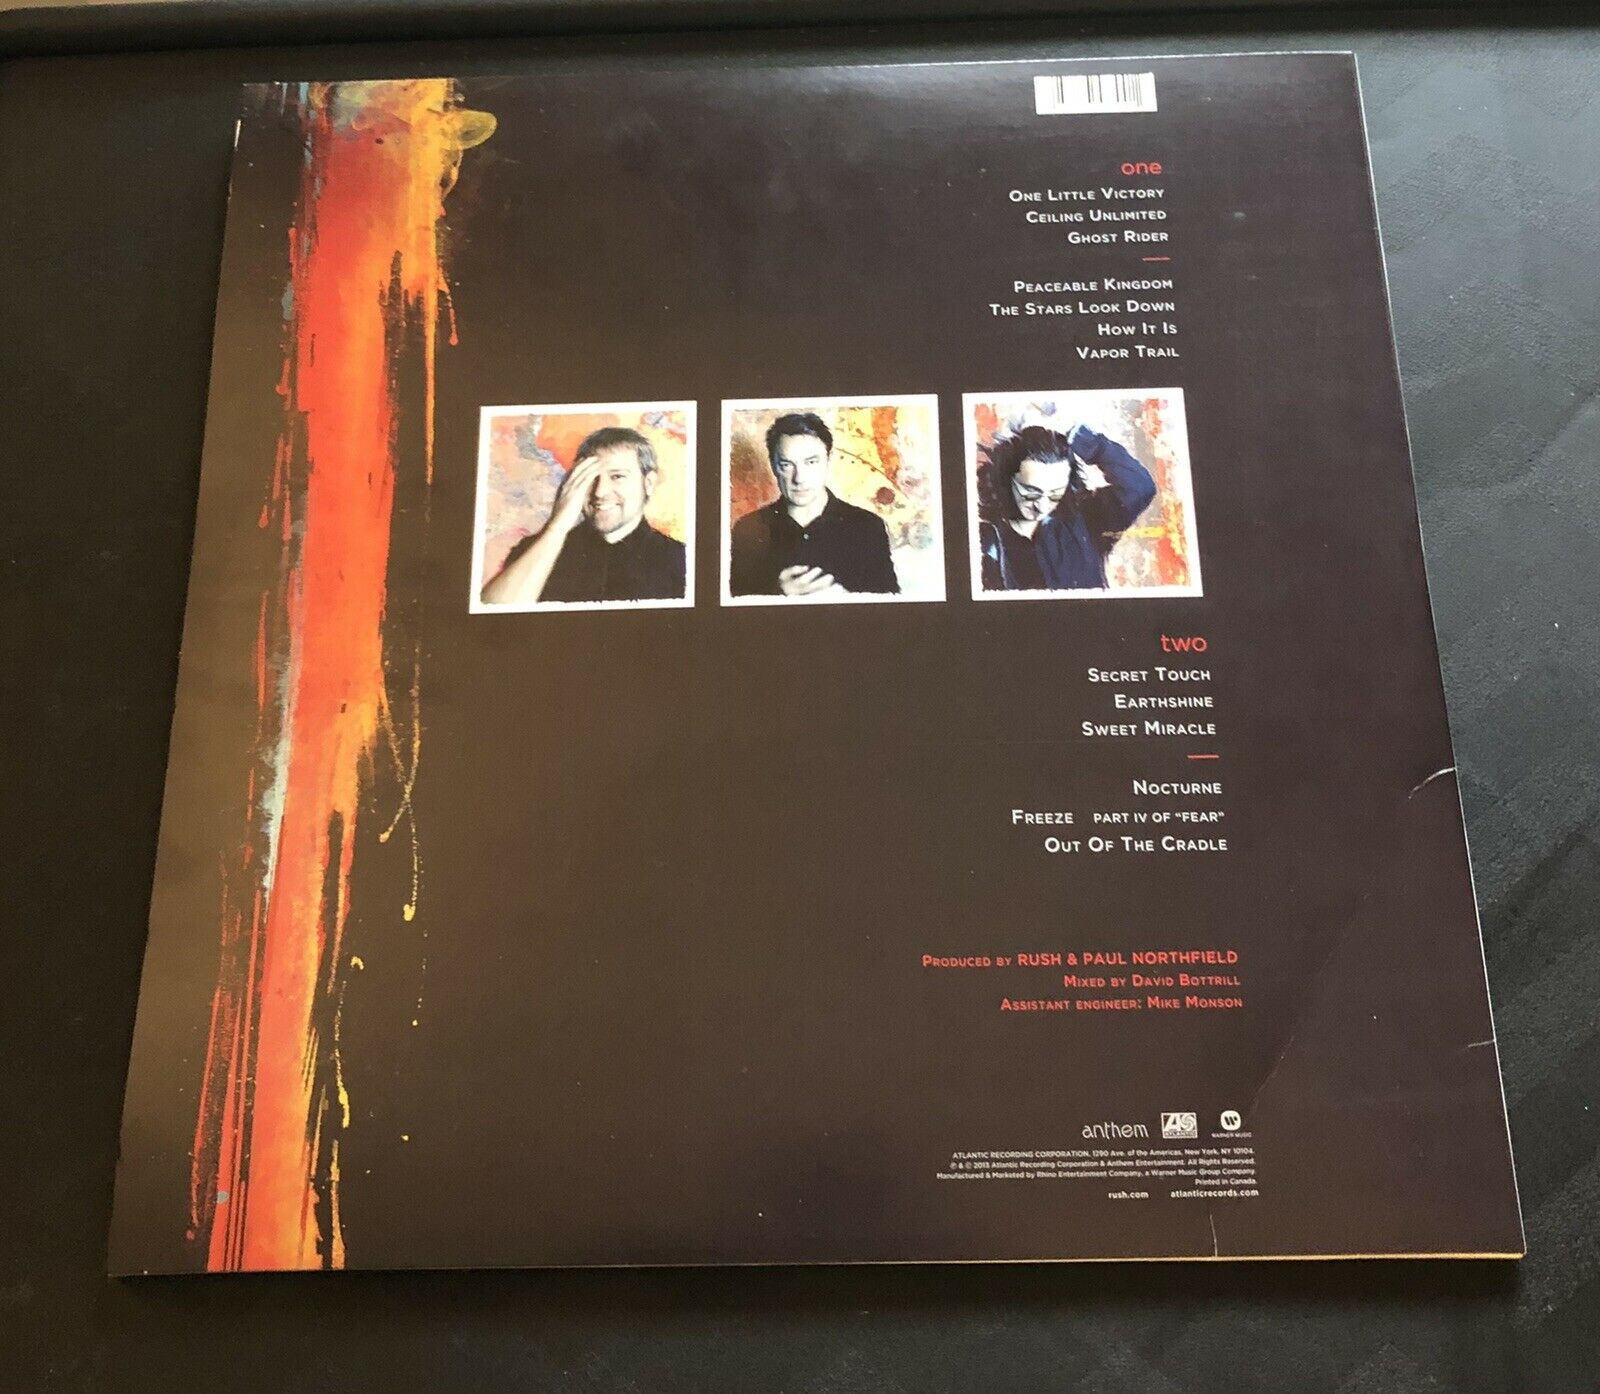 one
One Little Victory
Ceiling Unlimited
Ghost Rider
Peaceable Kingdom
The Stars Look Down
How It Is
Vapor Trail
two
Secret Touch
Earthshine
Sweet Miracle
Nocturne
Freeze PART IV OF "FEAR"
Out Of The Cradle
Produced by RUSH & PAUL NORTHFIELD
Mixed by David Bottrill
Assistant engineer: Mike Monson
anthem ATLANTIC WARNER MUSIC
ATLANTIC RECORDING CORPORATION, 1290 Ave. of the Americas, New York, NY 10104.
℗ & © 2013 Atlantic Recording Corporation & Anthem Entertainment. All Rights Reserved.
Manufactured & Marketed by Rhino Entertainment Company, a Warner Music Group Company.
Printed in Canada.
rush.com atlanticrecords.com